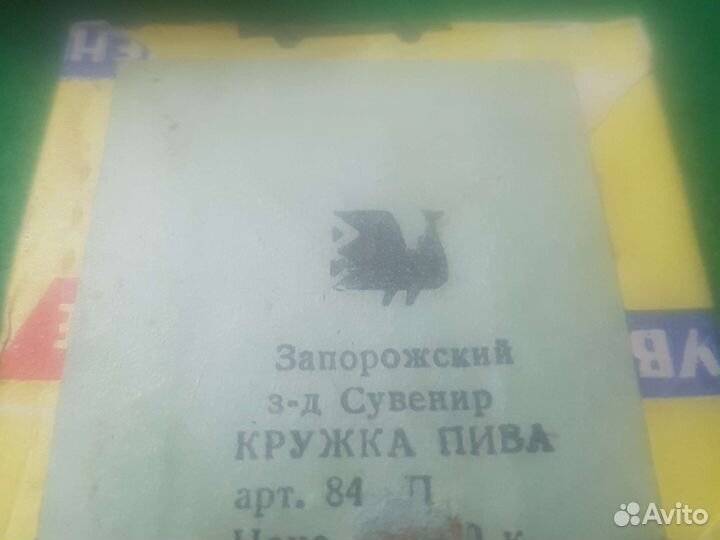 Запорожский
з-д Сувенир
КРУЖКА ПИВА
арт. 84 П
Avito